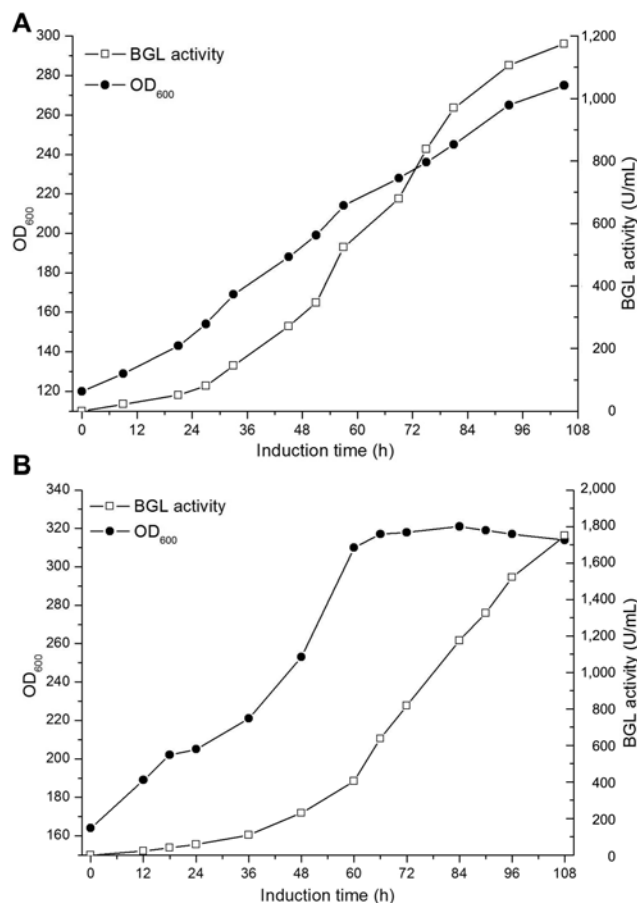 A
BGL activity
OD600
300
280
260
240
220
200
180
160
140
120
OD600
1,200
1,000
800
600
400
200
0
BGL activity (U/mL)
0 12 24 36 48 60 72 84 96 108
Induction time (h)
B
BGL activity
OD600
340
320
300
280
260
240
220
200
180
160
OD600
2,000
1,800
1,600
1,400
1,200
1,000
800
600
400
200
0
BGL activity (U/mL)
0 12 24 36 48 60 72 84 96 108
Induction time (h)